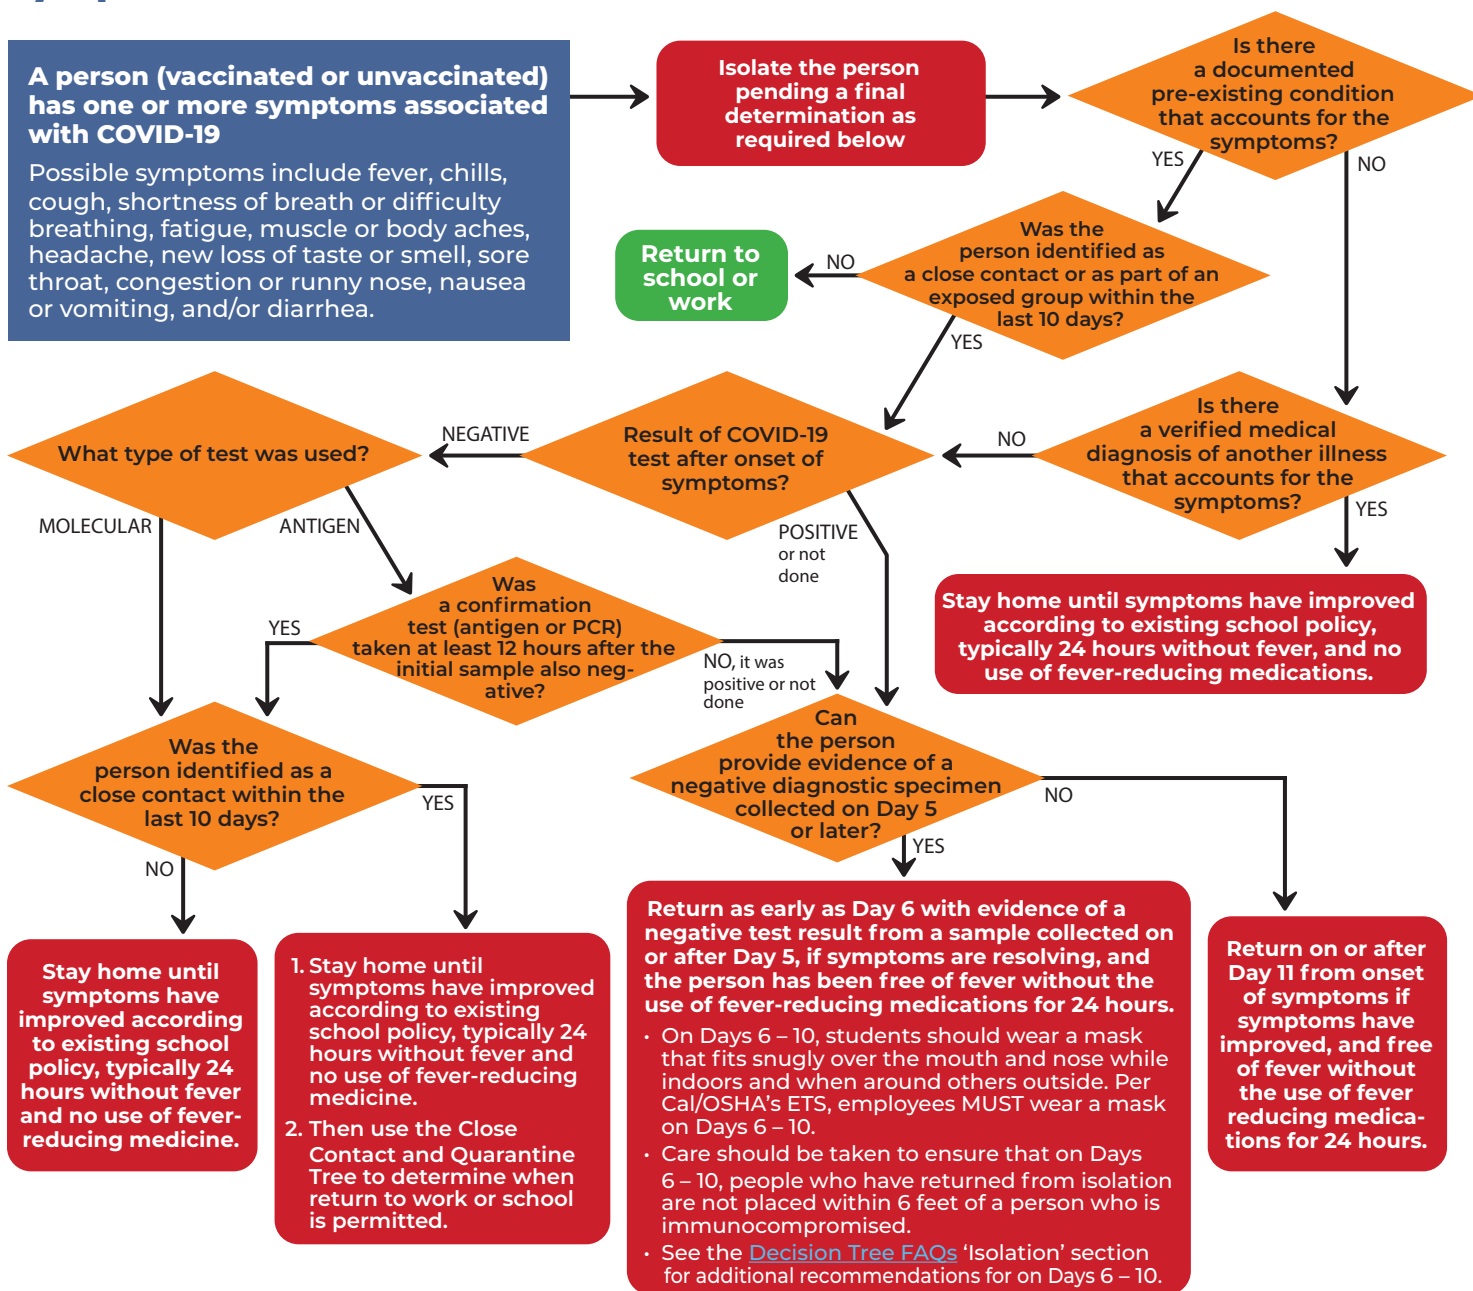 A person (vaccinated or unvaccinated)
has one or more symptoms associated
with COVID-19
Possible symptoms include fever, chills,
cough, shortness of breath or difficulty
breathing, fatigue, muscle or body aches,
headache, new loss of taste or smell, sore
throat, congestion or runny nose, nausea
or vomiting, and/or diarrhea.
Isolate the person
pending a final
determination as
required below
Is there
a documented
pre-existing condition
that accounts for the
symptoms?
YES
NO
Was the
person identified as
a close contact or as part of an
exposed group within the
last 10 days?
NO
YES
Return to
school or
work
Is there
a verified medical
diagnosis of another illness
that accounts for the
symptoms?
NO
YES
Stay home until symptoms have improved
according to existing school policy,
typically 24 hours without fever, and no
use of fever-reducing medications.
Result of COVID-19
test after onset of
symptoms?
NEGATIVE
POSITIVE
or not
done
What type of test was used?
MOLECULAR
ANTIGEN
Was
a confirmation
test (antigen or PCR)
taken at least 12 hours after the
initial sample also neg-
ative?
YES
NO, it was
positive or not
done
Was the
person identified as a
close contact within the
last 10 days?
NO
YES
Can
the person
provide evidence of a
negative diagnostic specimen
collected on Day 5
or later?
YES
NO
Stay home until
symptoms have
improved according
to existing school
policy, typically 24
hours without fever
and no use of fever-
reducing medicine.
1. Stay home until
symptoms have improved
according to existing
school policy, typically 24
hours without fever and
no use of fever-reducing
medicine.
2. Then use the Close
Contact and Quarantine
Tree to determine when
return to work or school
is permitted.
Return as early as Day 6 with evidence of a
negative test result from a sample collected on
or after Day 5, if symptoms are resolving, and
the person has been free of fever without the
use of fever-reducing medications for 24 hours.
• On Days 6 – 10, students should wear a mask
that fits snugly over the mouth and nose while
indoors and when around others outside. Per
Cal/OSHA's ETS, employees MUST wear a mask
on Days 6 – 10.
• Care should be taken to ensure that on Days
6 – 10, people who have returned from isolation
are not placed within 6 feet of a person who is
immunocompromised.
• See the Decision Tree FAQs 'Isolation' section
for additional recommendations for on Days 6 – 10.
Return on or after
Day 11 from onset
of symptoms if
symptoms have
improved, and free
of fever without
the use of fever
reducing medica-
tions for 24 hours.